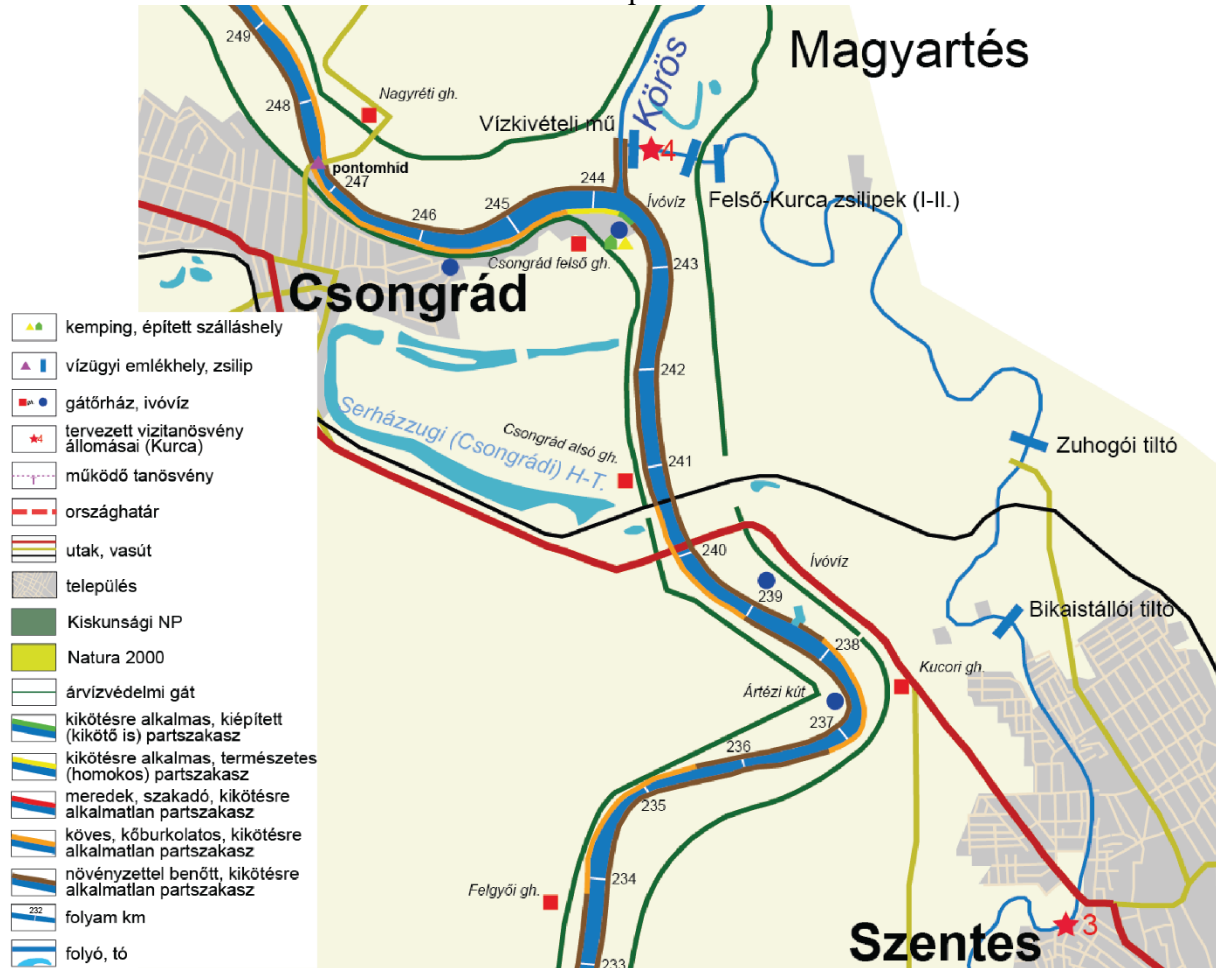 Magyartés
249
Körös
248
Nagyréti gh.
Vízkivételi mű
4
pontomhíd
247
244
Ívóvíz
Felső-Kurca zsilipek (I-II.)
246
245
243
Csongrád felső gh.
Csongrád
242
Serházzugi (Csongrádi) H-T.
Csongrád alsó gh.
241
Zuhogói tiltó
240
Ívóvíz
239
Bikaistállói tiltó
238
Kucori gh.
Ártézi kút
237
236
235
234
Felgyői gh.
Szentes
3
233
kemping, épített szálláshely
vízügyi emlékhely, zsilip
gh.
gátőrház, ivóvíz
4
tervezett vizitanösvény
állomásai (Kurca)
működő tanösvény
országhatár
utak, vasút
település
Kiskunsági NP
Natura 2000
árvízvédelmi gát
kikötésre alkalmas, kiépített
(kikötő is) partszakasz
kikötésre alkalmas, természetes
(homokos) partszakasz
meredek, szakadó, kikötésre
alkalmatlan partszakasz
köves, kőburkolatos, kikötésre
alkalmatlan partszakasz
növényzettel benőtt, kikötésre
alkalmatlan partszakasz
232
folyam km
folyó, tó